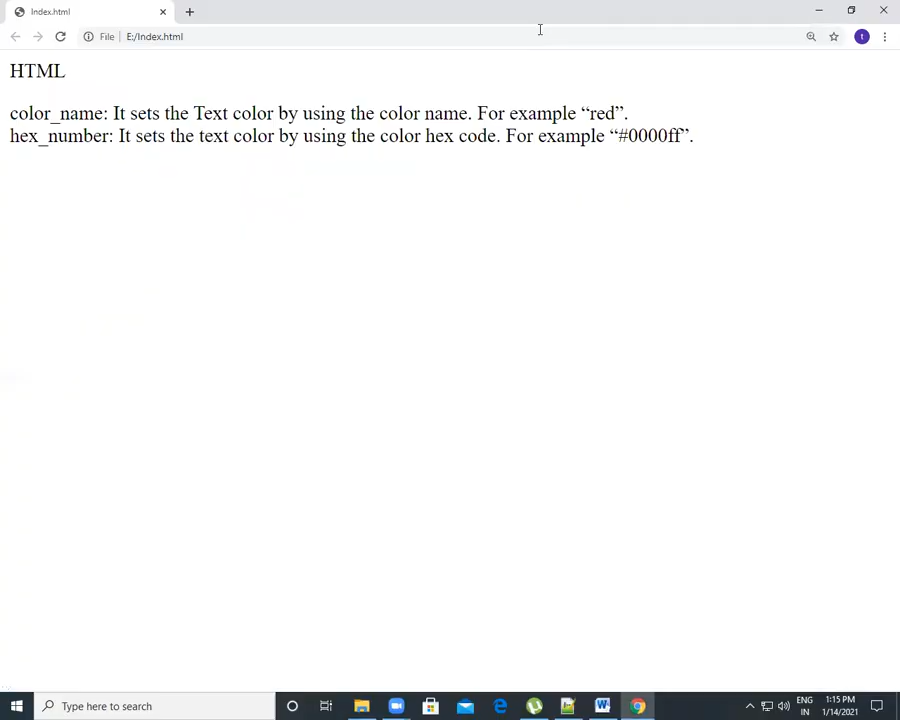 Index.html
File
E:/Index.html
t
HTML
color_name: It sets the Text color by using the color name. For example “red”.
hex_number: It sets the text color by using the color hex code. For example “#0000ff”.
Type here to search
ENG
IN
1:15 PM
1/14/2021